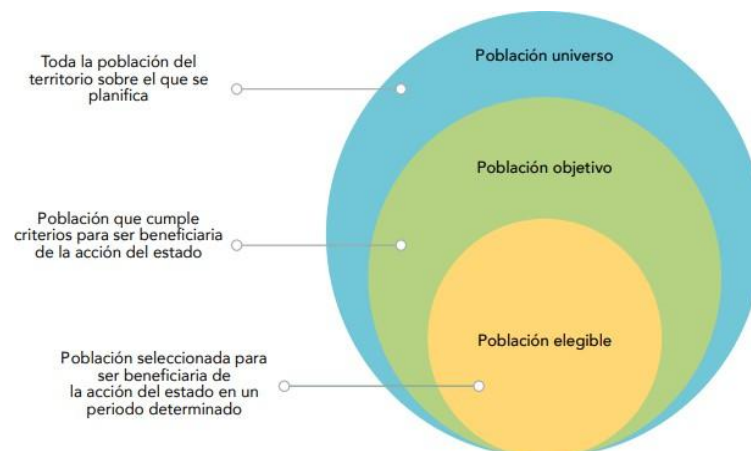 Toda la población del
territorio sobre el que se
planifica
Población universo
Población objetivo
Población que cumple
criterios para ser beneficiaria
de la acción del estado
Población elegible
Población seleccionada para
ser beneficiaria de
la acción del estado en un
periodo determinado